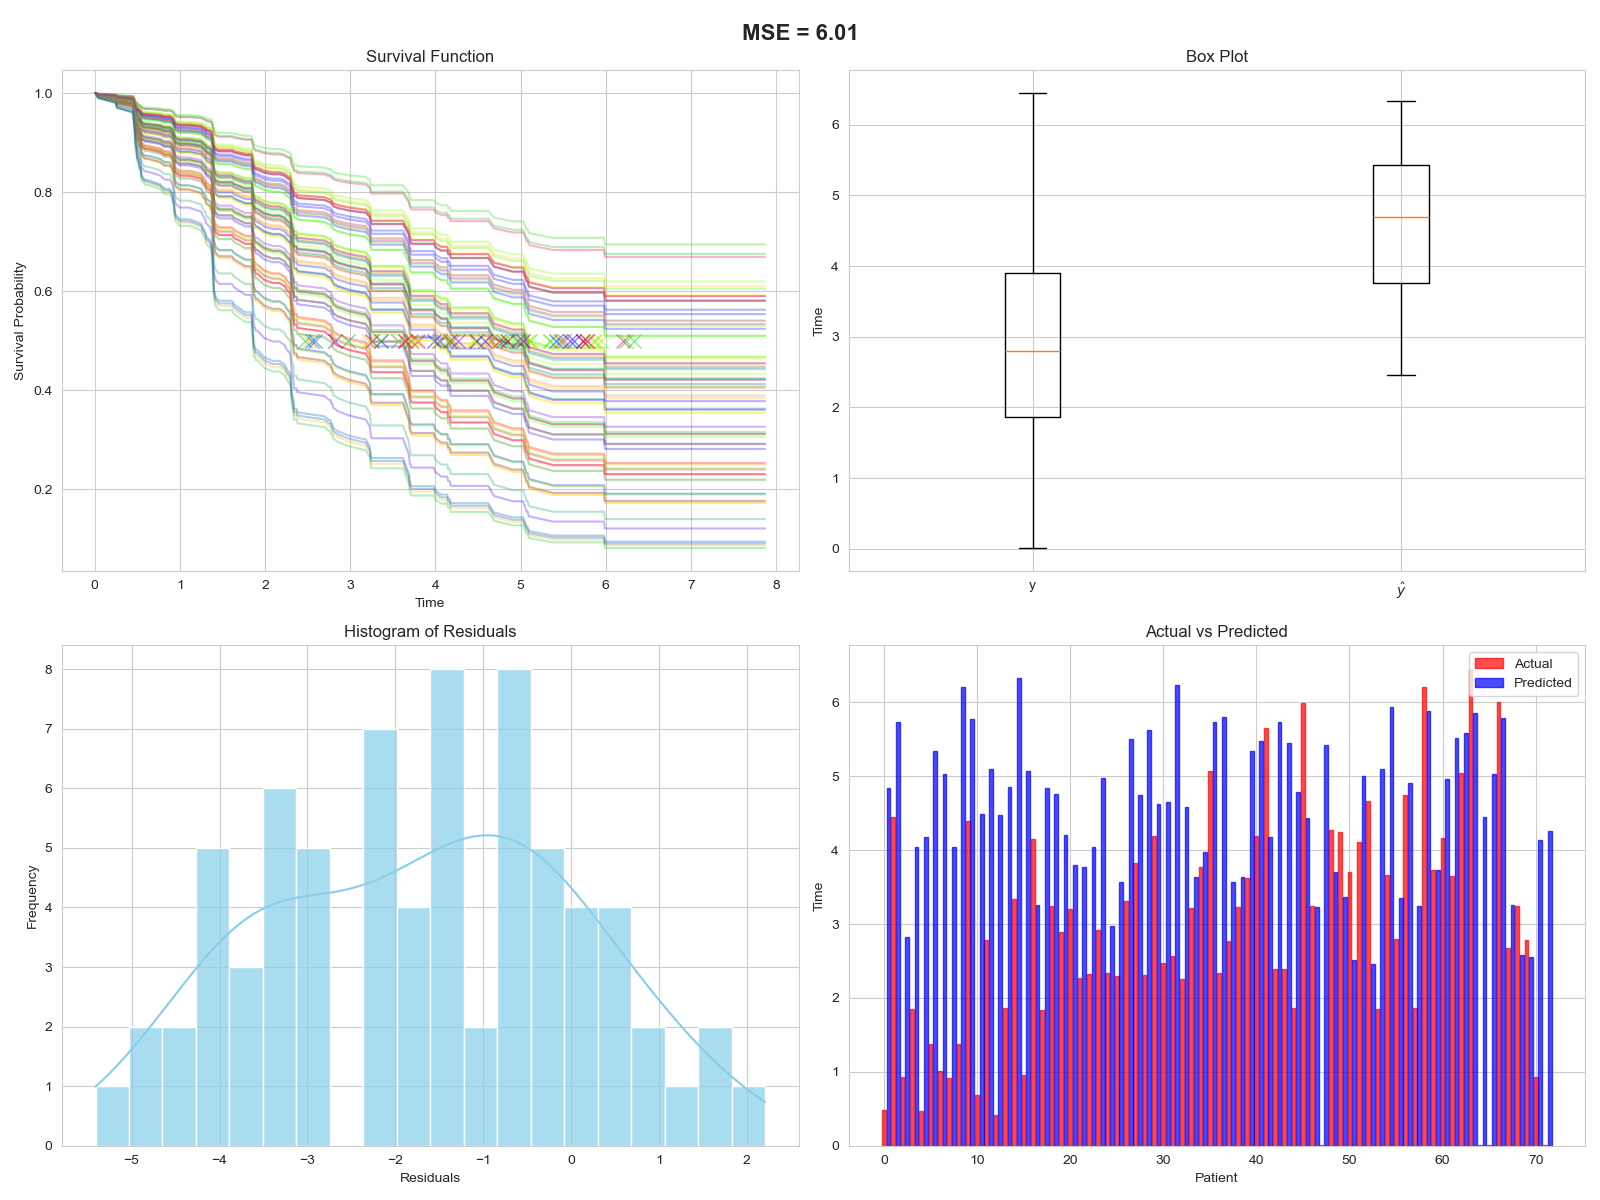 MSE = 6.01
Survival Function
1.0
0.8
0.6
0.4
0.2
Survival Probability
0 1 2 3 4 5 6 7 8
Time
Box Plot
6
5
4
3
2
1
0
Time
y ŷ
Histogram of Residuals
8
7
6
5
4
3
2
1
0
Frequency
−5 −4 −3 −2 −1 0 1 2
Residuals
Actual vs Predicted
Actual
Predicted
6
5
4
3
2
1
0
Time
0 10 20 30 40 50 60 70
Patient